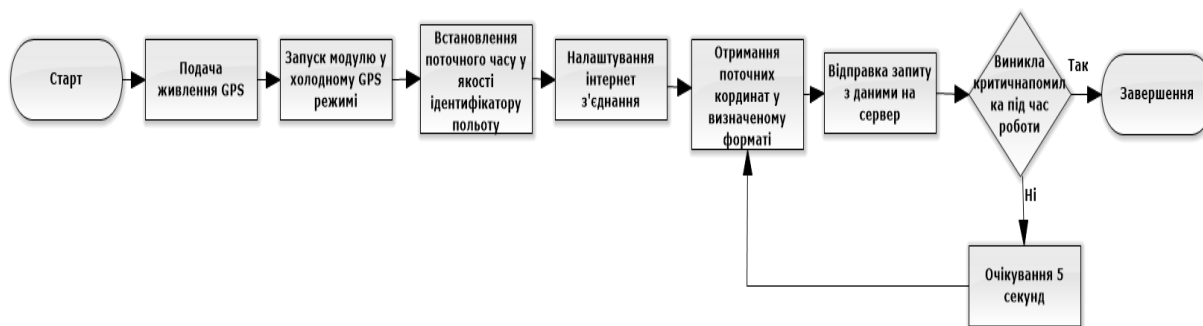 Старт
Подача
живлення GPS
Запуск модулю у
холодному GPS
режимі
Встановлення
поточного часу у
якості
ідентифікатору
польоту
Налаштування
інтернет
з'єднання
Отримання
поточних
кординат у
визначеному
форматі
Відправка запиту
з даними на
сервер
Виникла
критичнапомил
ка під час
роботи
Так
Завершення
Ні
Очікування 5
секунд